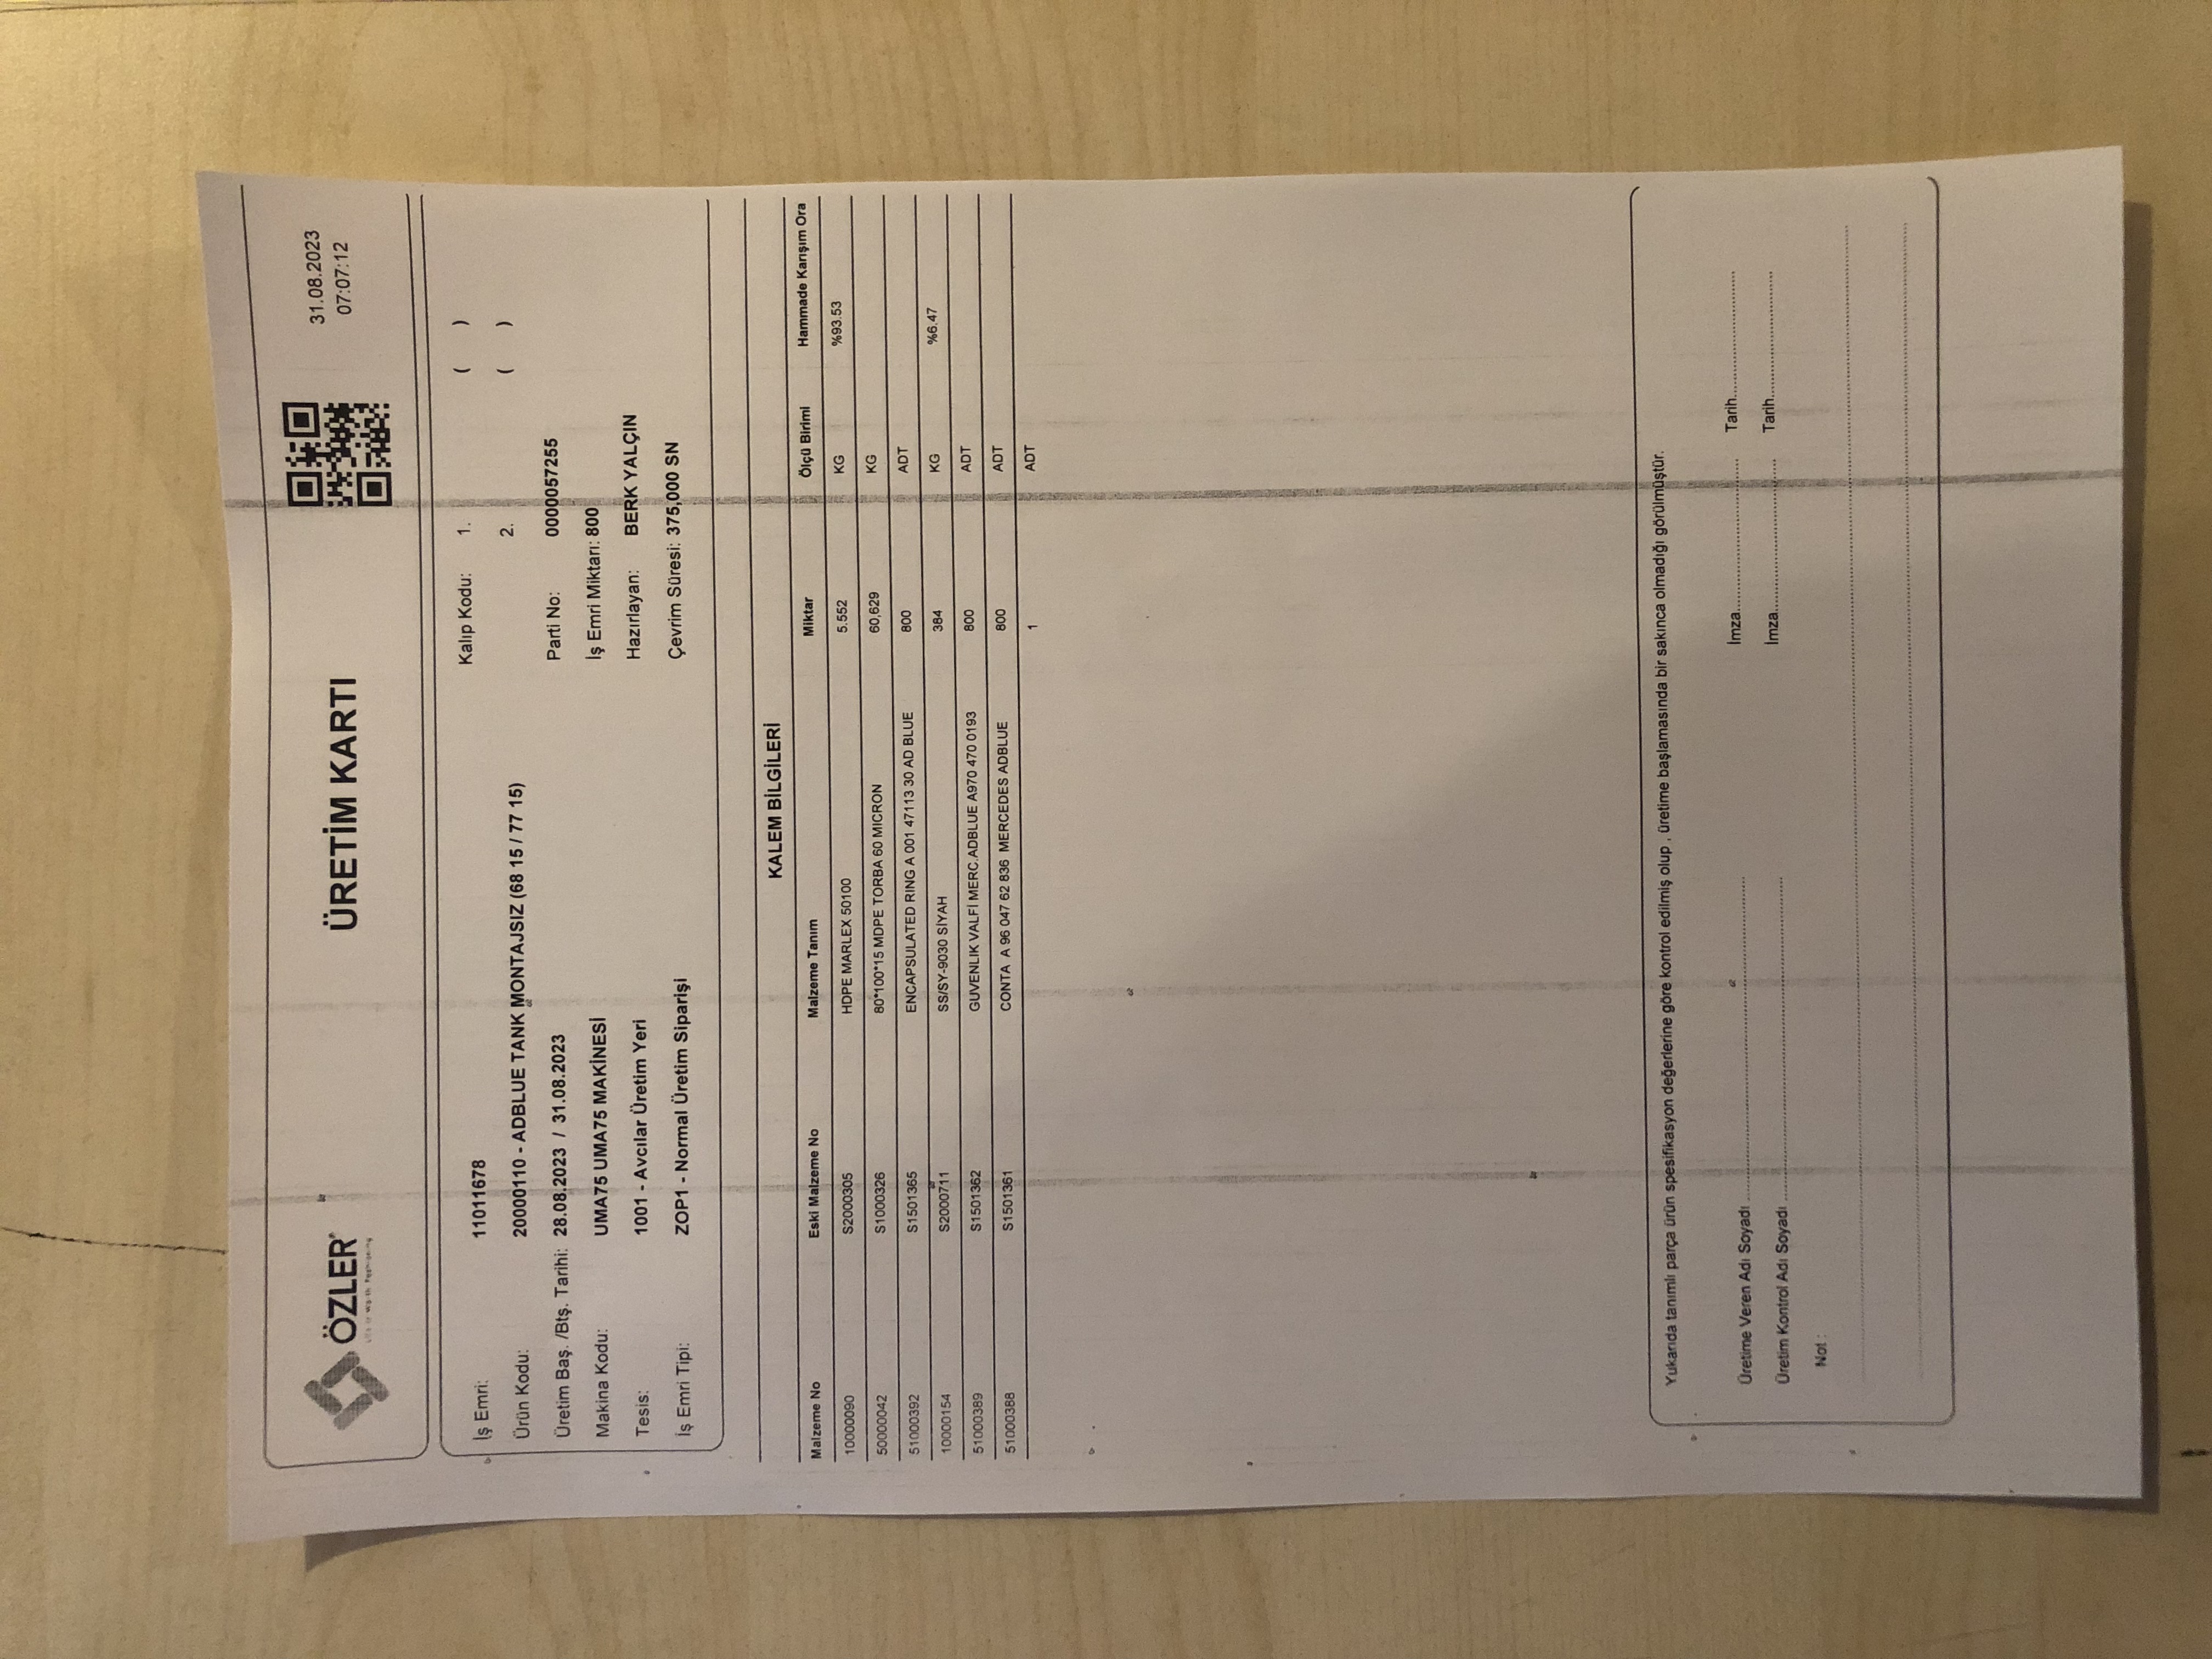 ÖZLER
ÜRETİM KARTI
31.08.2023
07:07:12
İş Emri: 11011678
Kalıp Kodu: 1. ( )
Ürün Kodu: 20000110 - ADBLUE TANK MONTAJSIZ (68 15 / 77 15)
2. ( )
Üretim Baş. /Btş. Tarihi: 28.08.2023 / 31.08.2023
Parti No: 0000057255
Makina Kodu: UMA75 UMA75 MAKİNESİ
İş Emri Miktarı: 800
Tesis: 1001 - Avcılar Üretim Yeri
Hazırlayan: BERK YALÇIN
İş Emri Tipi: ZOP1 - Normal Üretim Siparişi
Çevrim Süresi: 375,000 SN
KALEM BİLGİLERİ
Malzeme No Eski Malzeme No Malzeme Tanım Miktar Ölçü Birimi Hammade Karışım Ora
10000090 S2000305 HDPE MARLEX 50100 5.552 KG %93.53
50000042 S1000326 80*100*15 MDPE TORBA 60 MICRON 60,629 KG
51000392 S1501365 ENCAPSULATED RING A 001 47113 30 AD BLUE 800 ADT
10000154 S2000711 SS/SY-9030 SİYAH 384 KG %6.47
51000389 S1501362 GUVENLIK VALFİ MERC.ADBLUE A970 470 0193 800 ADT
51000388 S1501361 CONTA A 96 047 62 836 MERCEDES ADBLUE 800 ADT
1 ADT
Yukarıda tanımlı parça ürün spesifikasyon değerlerine göre kontrol edilmiş olup , üretime başlamasında bir sakınca olmadığı görülmüştür.
Üretime Veren Adı Soyadı .......... İmza.......... Tarih..........
Üretim Kontrol Adı Soyadı .......... İmza.......... Tarih..........
Not :